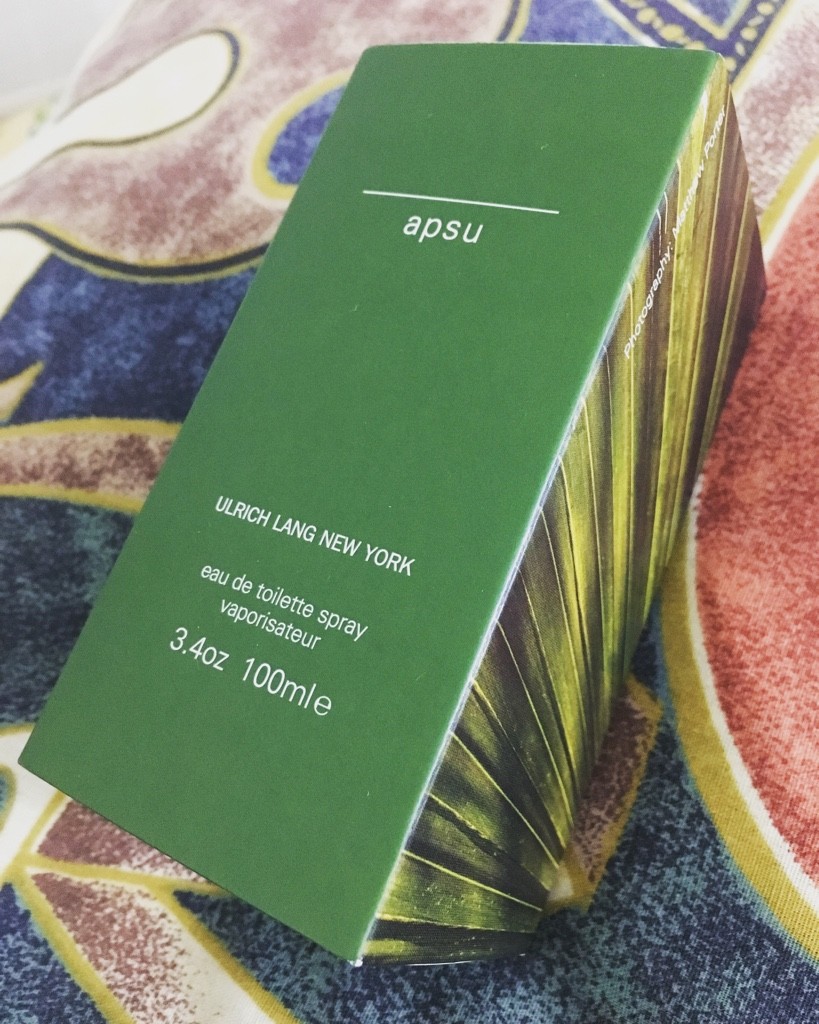 apsu
ULRICH LANG NEW YORK
eau de toilette spray
vaporisateur
3.4oz 100ml℮
Photography: Matthew Porter